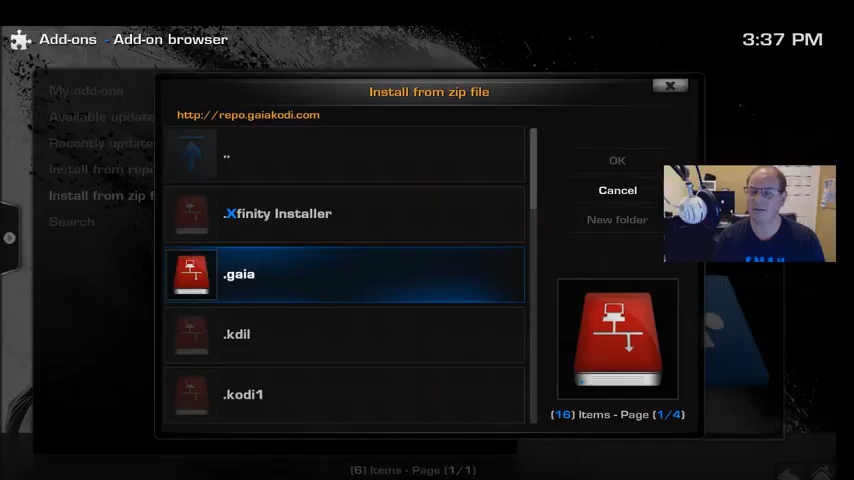 Add-ons - Add-on browser
3:37 PM
Install from zip file
http://repo.gaiakodi.com
My add-ons
Available update
Recently update
Install from repo
Install from zip f
Search
..
.Xfinity Installer
.gaia
.kdil
.kodi1
OK
Cancel
New folder
(16) Items - Page (1/4)
(6) Items - Page (1/1)